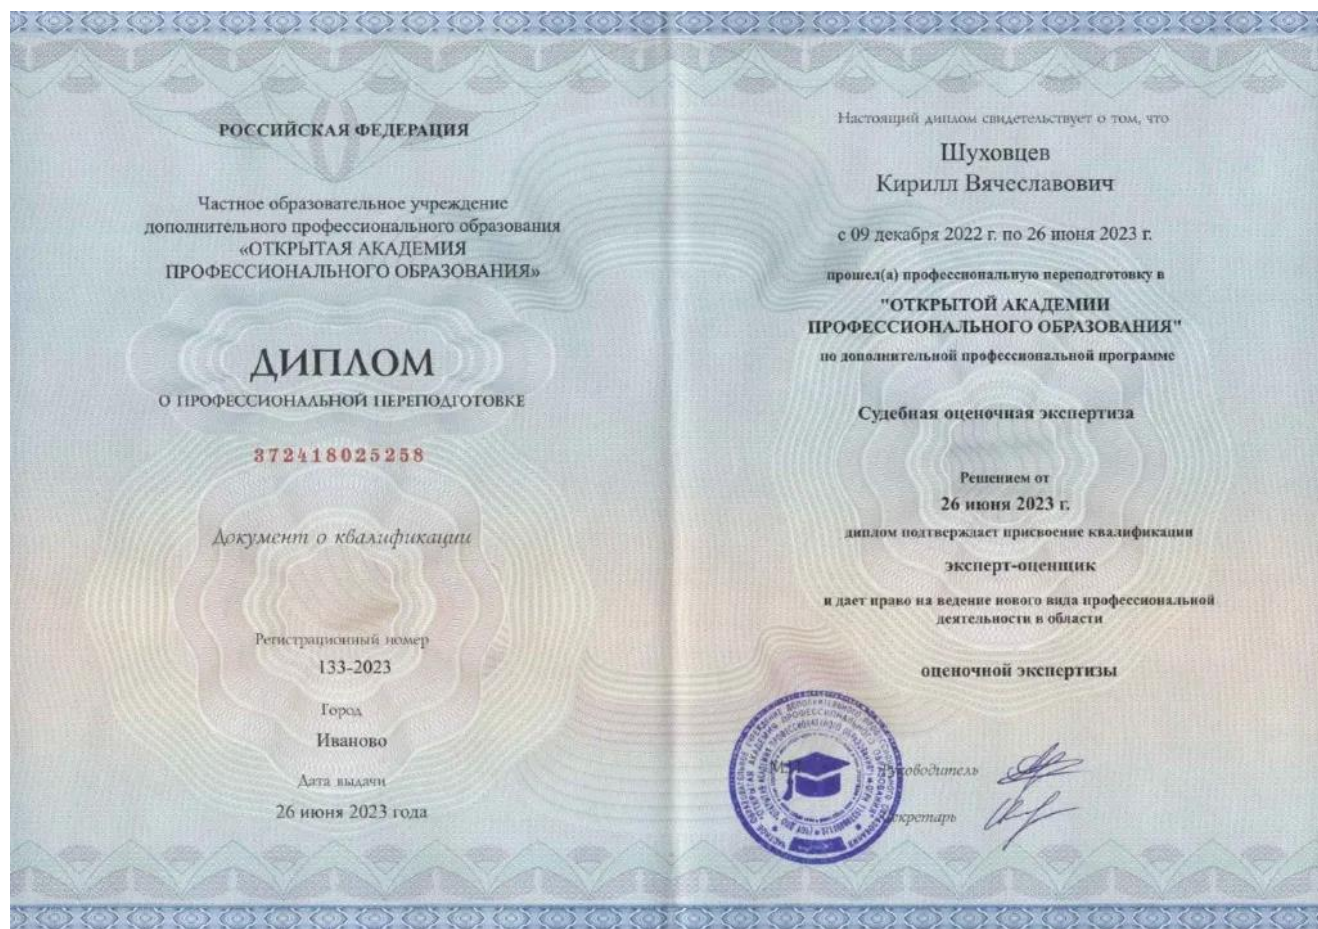 РОССИЙСКАЯ ФЕДЕРАЦИЯ
Частное образовательное учреждение
дополнительного профессионального образования
«ОТКРЫТАЯ АКАДЕМИЯ
ПРОФЕССИОНАЛЬНОГО ОБРАЗОВАНИЯ»
ДИПЛОМ
О ПРОФЕССИОНАЛЬНОЙ ПЕРЕПОДГОТОВКЕ
372418025258
Документ о квалификации
Регистрационный номер
133-2023
Город
Иваново
Дата выдачи
26 июня 2023 года
Настоящий диплом свидетельствует о том, что
Шуховцев
Кирилл Вячеславович
с 09 декабря 2022 г. по 26 июня 2023 г.
прошел(а) профессиональную переподготовку в
"ОТКРЫТОЙ АКАДЕМИИ
ПРОФЕССИОНАЛЬНОГО ОБРАЗОВАНИЯ"
по дополнительной профессиональной программе
Судебная оценочная экспертиза
Решением от
26 июня 2023 г.
диплом подтверждает присвоение квалификации
эксперт-оценщик
и дает право на ведение нового вида профессиональной
деятельности в области
оценочной экспертизы
Руководитель
Секретарь